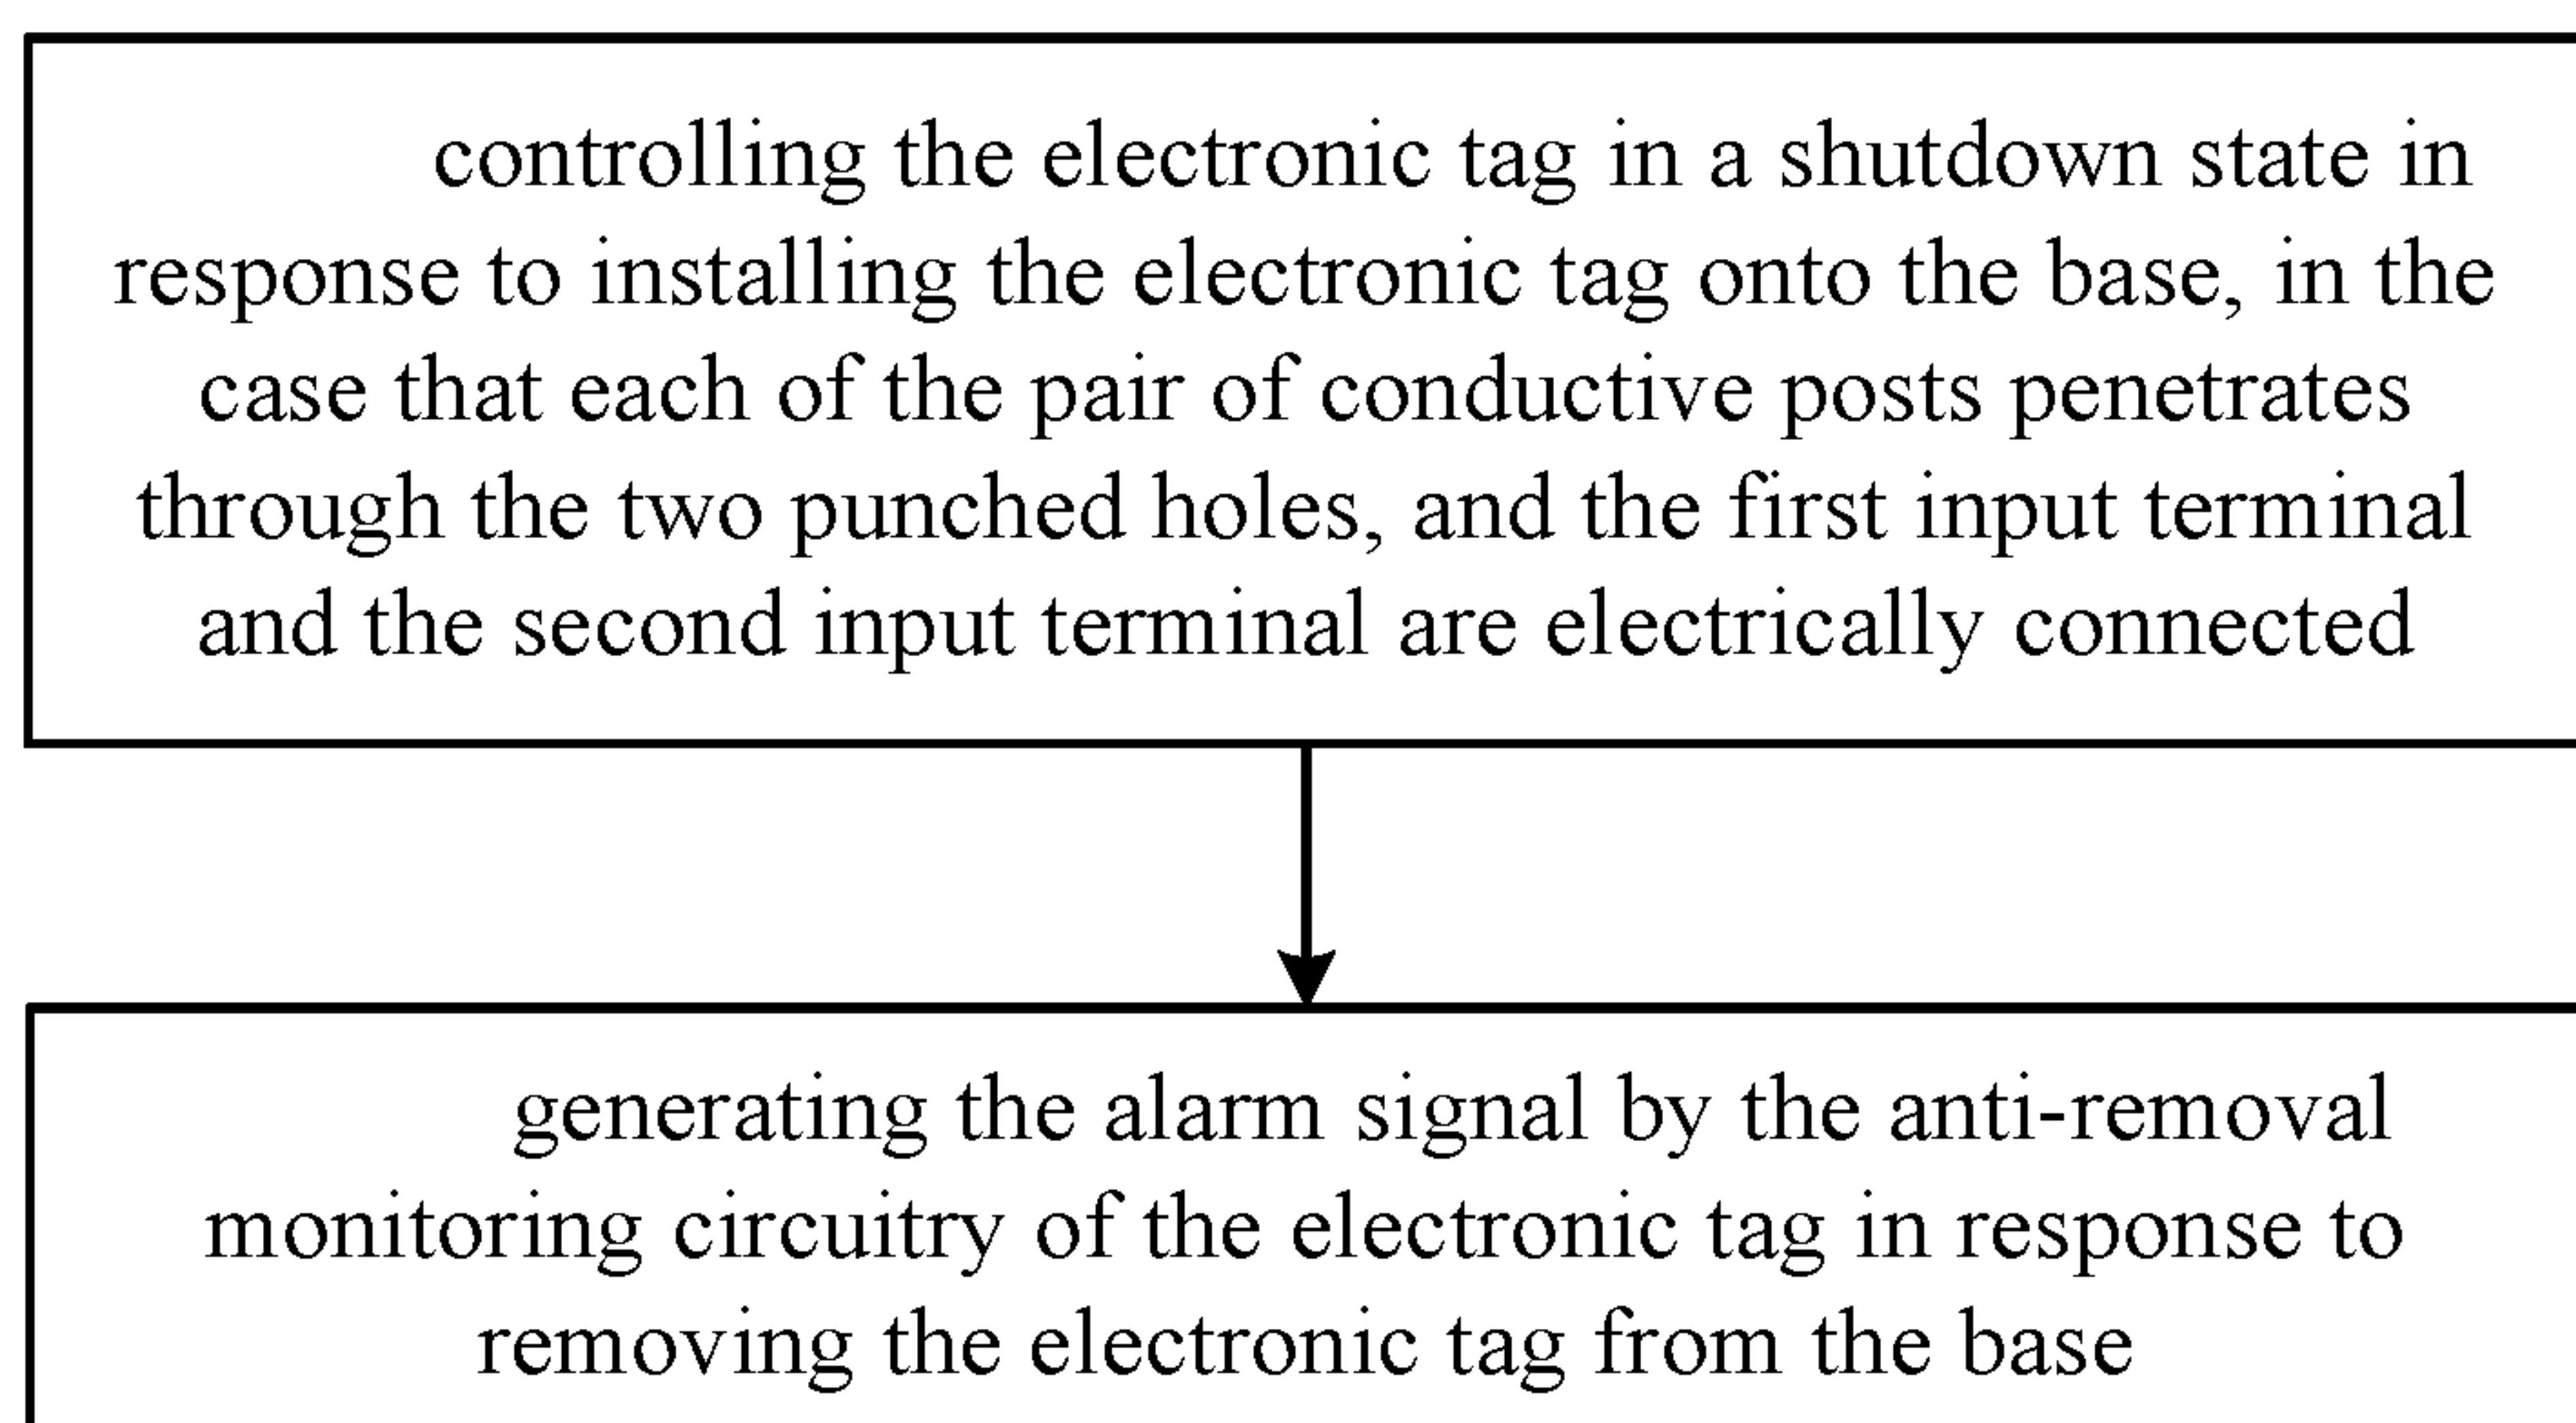 controlling the electronic tag in a shutdown state in
response to installing the electronic tag onto the base, in the
case that each of the pair of conductive posts penetrates
through the two punched holes, and the first input terminal
and the second input terminal are electrically connected
generating the alarm signal by the anti-removal
monitoring circuitry of the electronic tag in response to
removing the electronic tag from the base